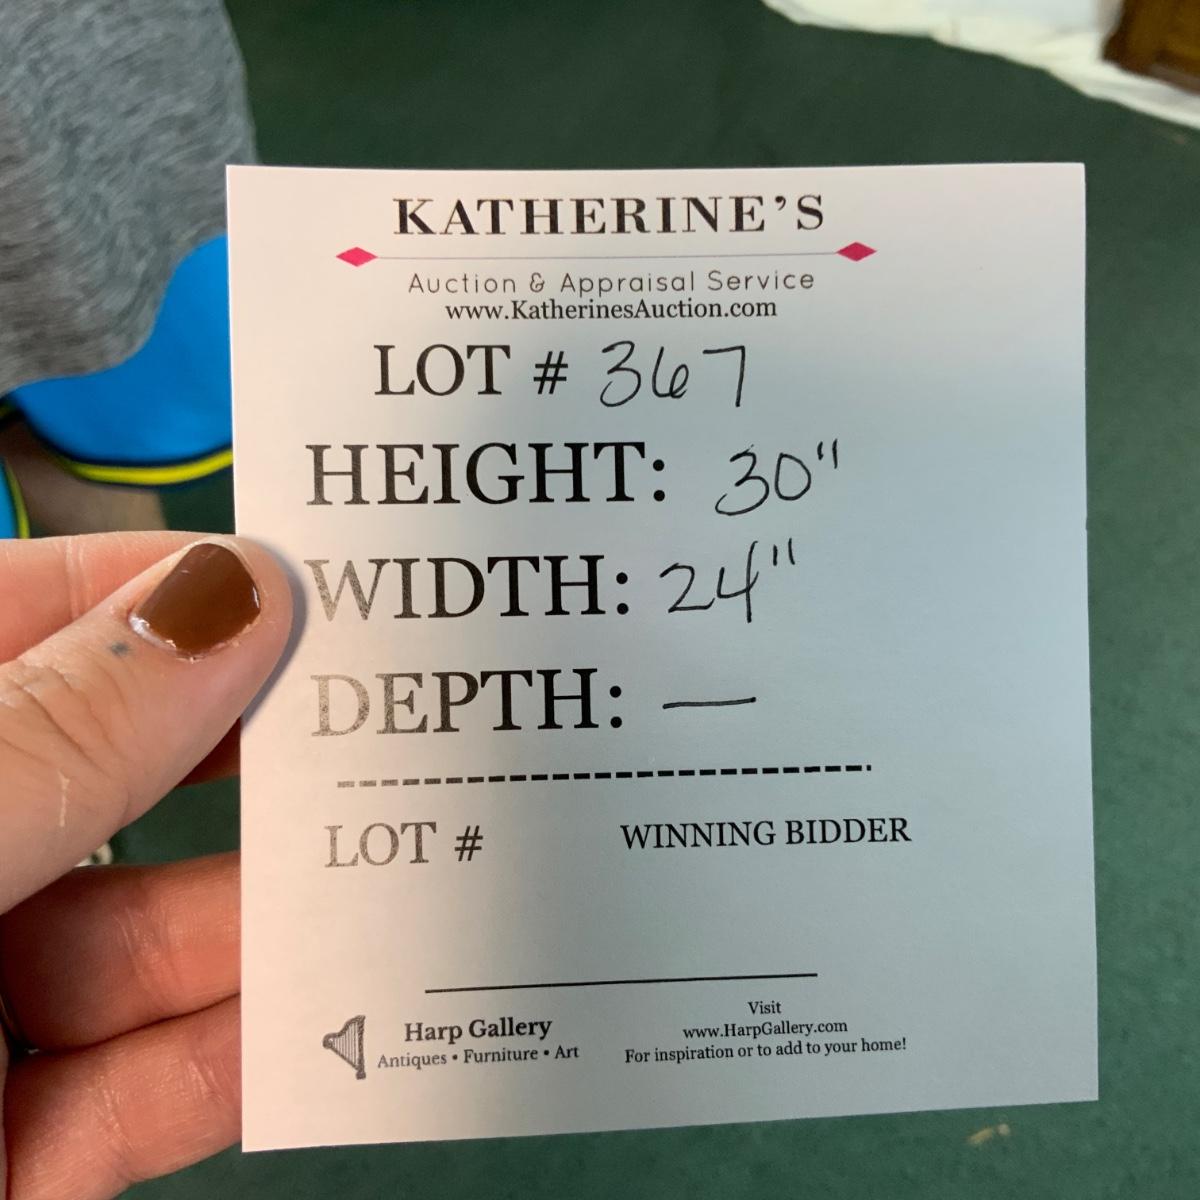 KATHERINE'S
Auction & Appraisal Service
www.KatherinesAuction.com
LOT # 367
HEIGHT: 30"
WIDTH: 24"
DEPTH: —
LOT # WINNING BIDDER
Harp Gallery
Antiques • Furniture • Art
Visit
www.HarpGallery.com
For inspiration or to add to your home!